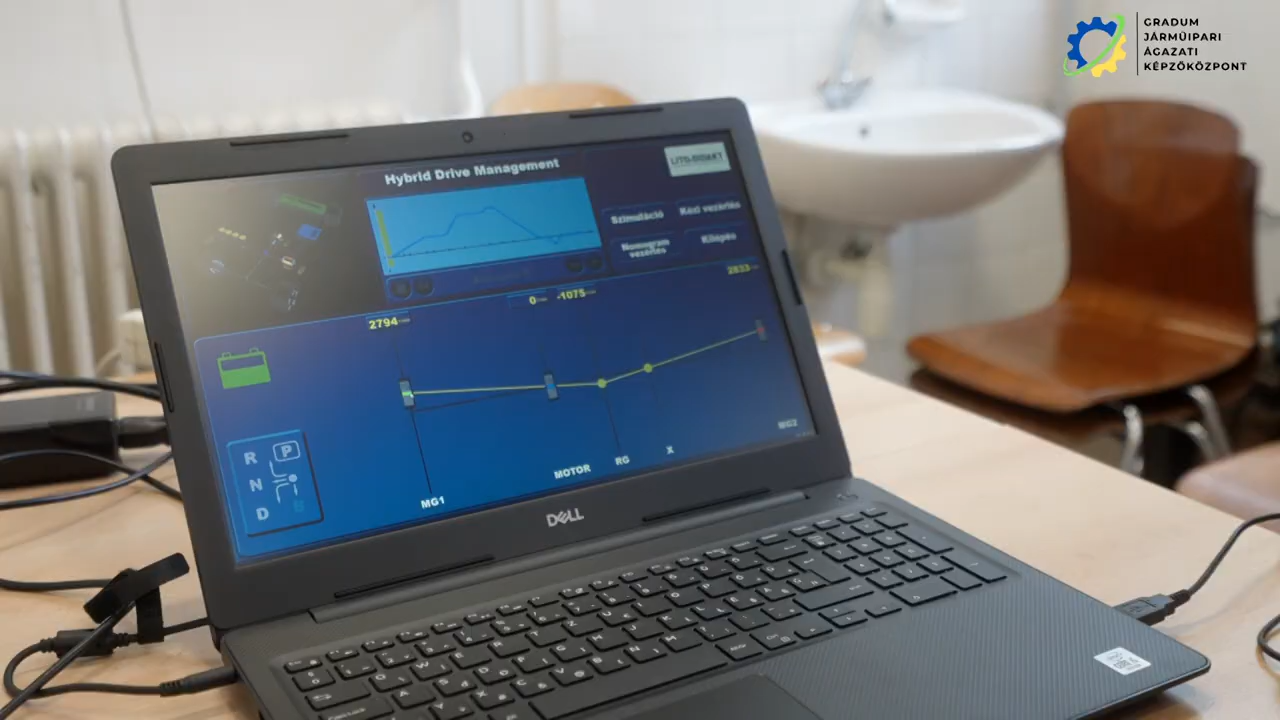 GRADUM
JÁRMŰIPARI
ÁGAZATI
KÉPZŐKÖZPONT
Hybrid Drive Management
Szimuláció
Kézi vezérlés
Nomogram
vezérlés
Kilépés
2794
0
-1075
2833
R
P
N
D
B
MG1
MOTOR
RG
X
MG2
DELL